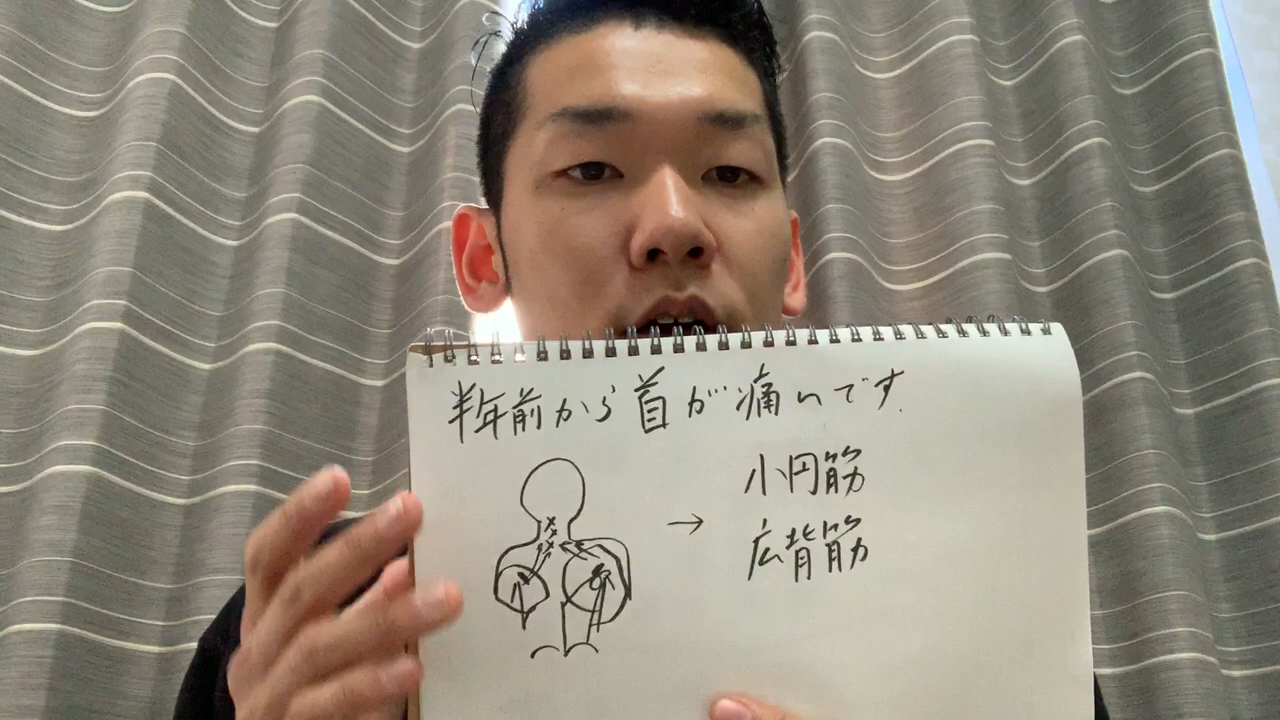 半年前から首が痛いです.
小円筋
広背筋